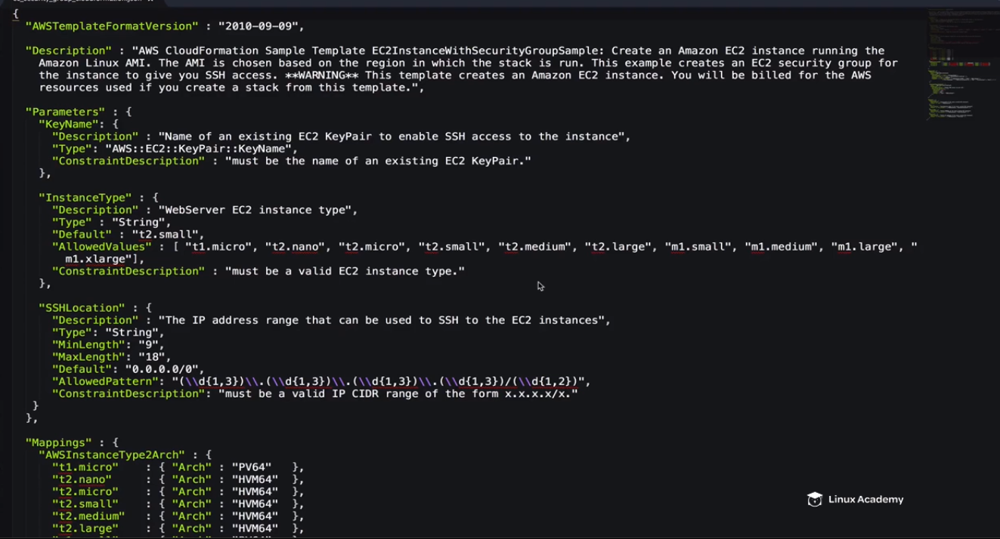 {
"AWSTemplateFormatVersion" : "2010-09-09",
"Description" : "AWS CloudFormation Sample Template EC2InstanceWithSecurityGroupSample: Create an Amazon EC2 instance running the
Amazon Linux AMI. The AMI is chosen based on the region in which the stack is run. This example creates an EC2 security group for
the instance to give you SSH access. **WARNING** This template creates an Amazon EC2 instance. You will be billed for the AWS
resources used if you create a stack from this template.",
"Parameters" : {
"KeyName": {
"Description" : "Name of an existing EC2 KeyPair to enable SSH access to the instance",
"Type": "AWS::EC2::KeyPair::KeyName",
"ConstraintDescription" : "must be the name of an existing EC2 KeyPair."
},
"InstanceType" : {
"Description" : "WebServer EC2 instance type",
"Type" : "String",
"Default" : "t2.small",
"AllowedValues" : [ "t1.micro", "t2.nano", "t2.micro", "t2.small", "t2.medium", "t2.large", "m1.small", "m1.medium", "m1.large", "
m1.xlarge"],
"ConstraintDescription" : "must be a valid EC2 instance type."
},
"SSHLocation" : {
"Description" : "The IP address range that can be used to SSH to the EC2 instances",
"Type": "String",
"MinLength": "9",
"MaxLength": "18",
"Default": "0.0.0.0/0",
"AllowedPattern": "(\\d{1,3})\\.(\\d{1,3})\\.(\\d{1,3})\\.(\\d{1,3})/(\\d{1,2})",
"ConstraintDescription": "must be a valid IP CIDR range of the form x.x.x.x/x."
}
},
"Mappings" : {
"AWSInstanceType2Arch" : {
"t1.micro" : { "Arch" : "PV64" },
"t2.nano" : { "Arch" : "HVM64" },
"t2.micro" : { "Arch" : "HVM64" },
"t2.small" : { "Arch" : "HVM64" },
"t2.medium" : { "Arch" : "HVM64" },
"t2.large" : { "Arch" : "HVM64" },
Linux Academy